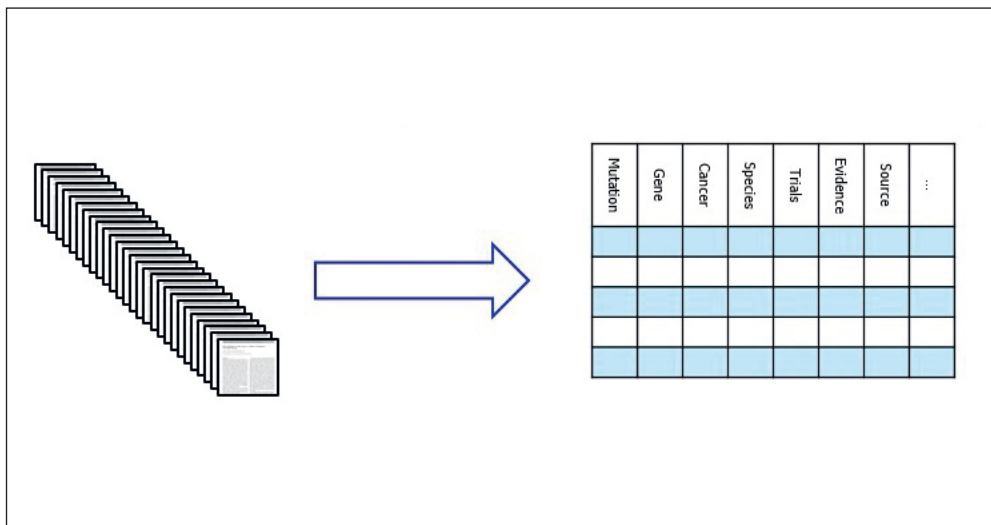 Mutation
Gene
Cancer
Species
Trials
Evidence
Source
...